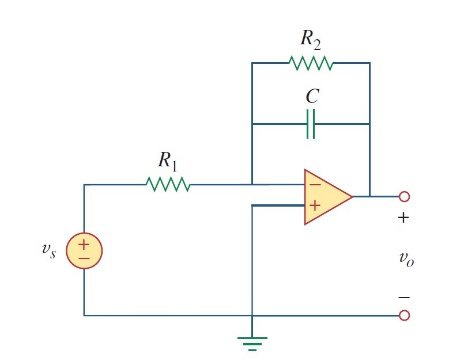 R₂
C
R₁
−
+
+
vₛ
+
−
vₒ
−